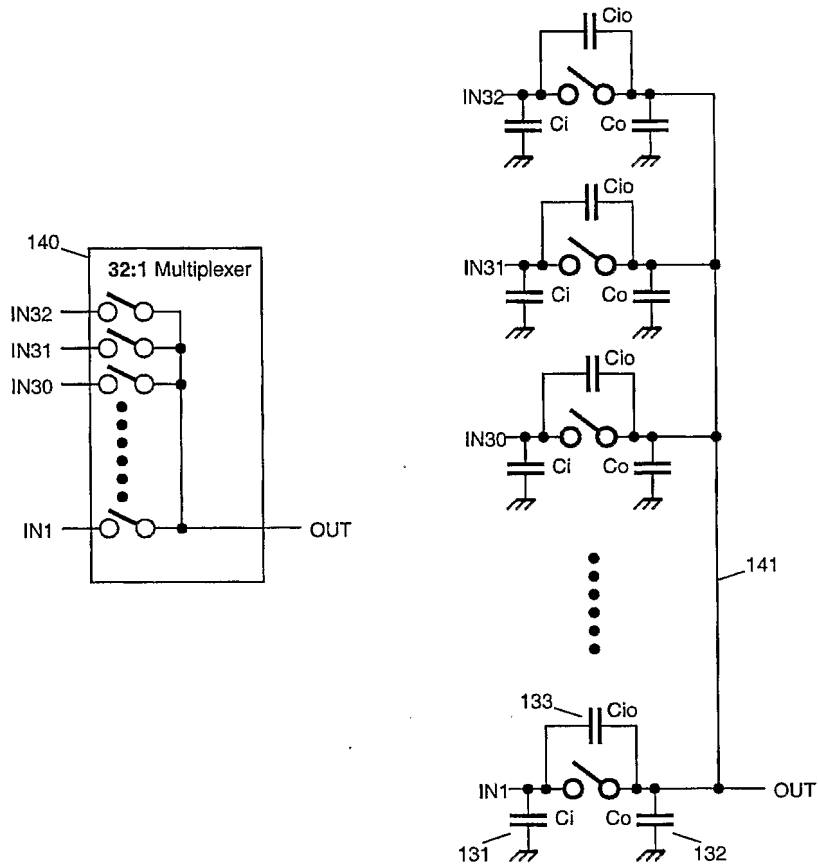 140
32:1 Multiplexer
IN32
IN31
IN30
IN1
OUT
Cio
IN32
Ci
Co
Cio
IN31
Ci
Co
Cio
IN30
Ci
Co
141
133
Cio
IN1
Ci
Co
OUT
131
132